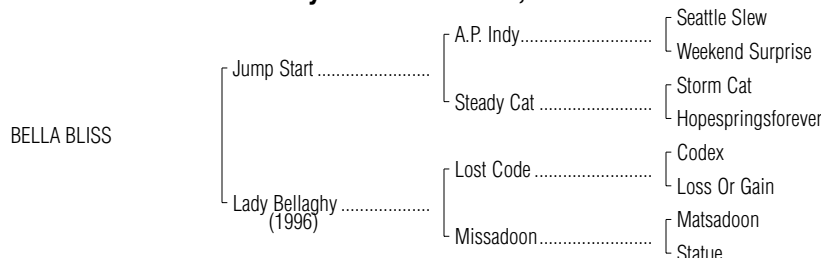 Seattle Slew
A.P. Indy
Weekend Surprise
Jump Start
Storm Cat
Steady Cat
Hopespringsforever
BELLA BLISS
Codex
Lost Code
Loss Or Gain
Lady Bellaghy
(1996)
Matsadoon
Missadoon
Statue